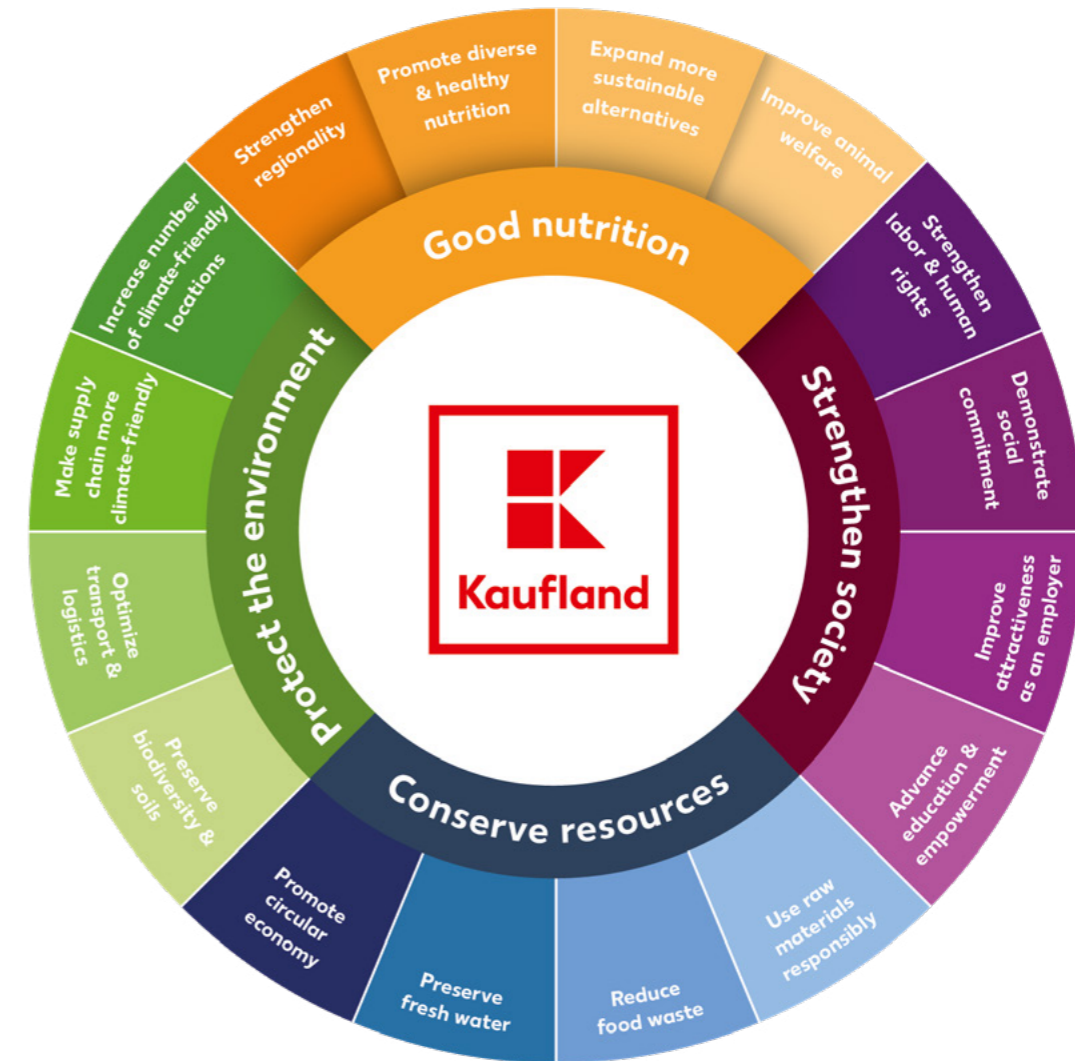 Good nutrition
Strengthen
regionality
Promote diverse
& healthy
nutrition
Expand more
sustainable
alternatives
Improve animal
welfare
Strengthen society
Strengthen
labor & human
rights
Demonstrate
social
commitment
Improve
attractiveness
as an employer
Advance
education &
empowerment
Conserve resources
Use raw
materials
responsibly
Reduce
food waste
Preserve
fresh water
Promote
circular
economy
Protect the environment
Preserve
biodiversity &
soils
Optimize
transport &
logistics
Make supply
chain more
climate-friendly
Increase number
of climate-friendly
locations
K
Kaufland